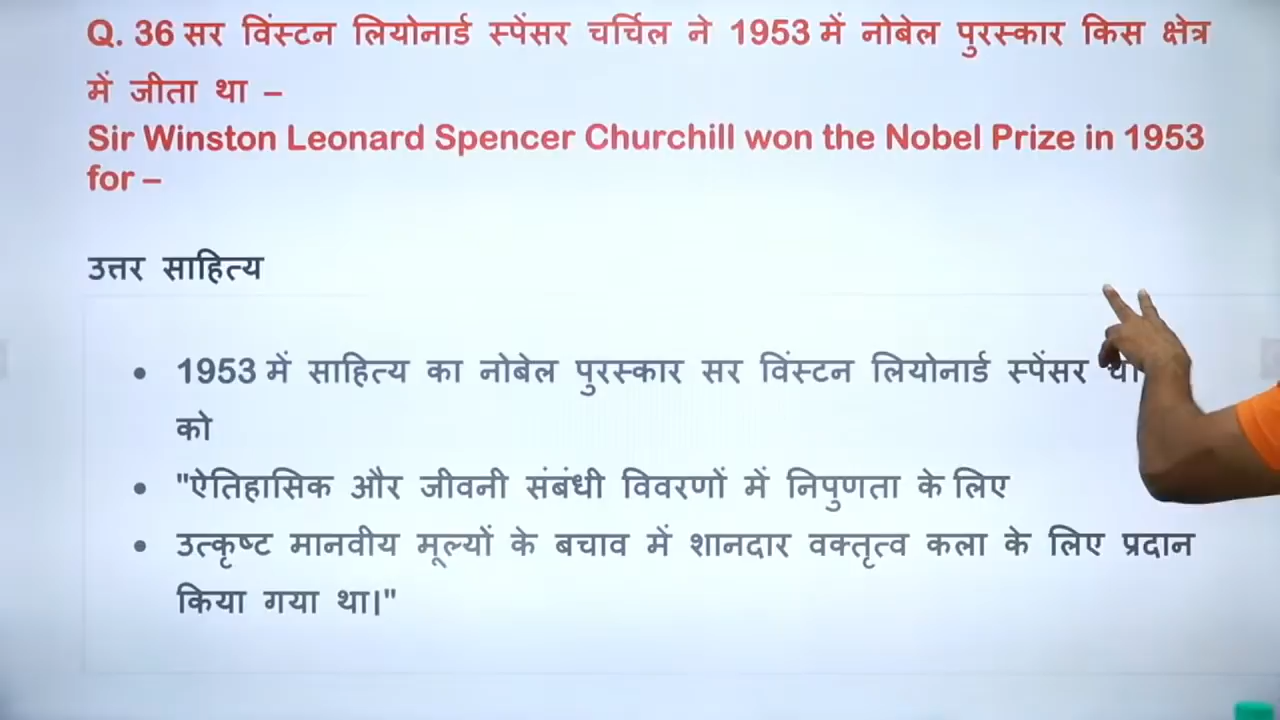 Q. 36 सर विंस्टन लियोनार्ड स्पेंसर चर्चिल ने 1953 में नोबेल पुरस्कार किस क्षेत्र
में जीता था –
Sir Winston Leonard Spencer Churchill won the Nobel Prize in 1953
for –
उत्तर साहित्य
• 1953 में साहित्य का नोबेल पुरस्कार सर विंस्टन लियोनार्ड स्पेंसर
को
• "ऐतिहासिक और जीवनी संबंधी विवरणों में निपुणता के लिए
• उत्कृष्ट मानवीय मूल्यों के बचाव में शानदार वक्तृत्व कला के लिए प्रदान
किया गया था।"